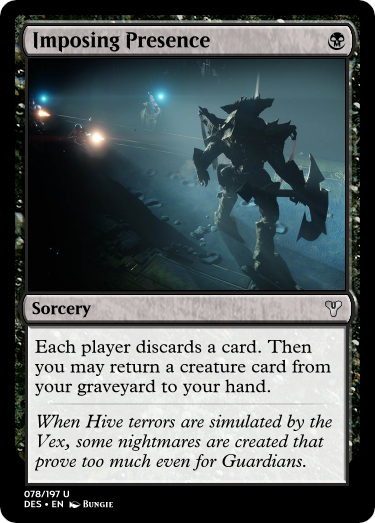 Imposing Presence
Sorcery
Each player discards a card. Then
you may return a creature card from
your graveyard to your hand.
When Hive terrors are simulated by the
Vex, some nightmares are created that
prove too much even for Guardians.
078/197 U
DES • EN Bungie